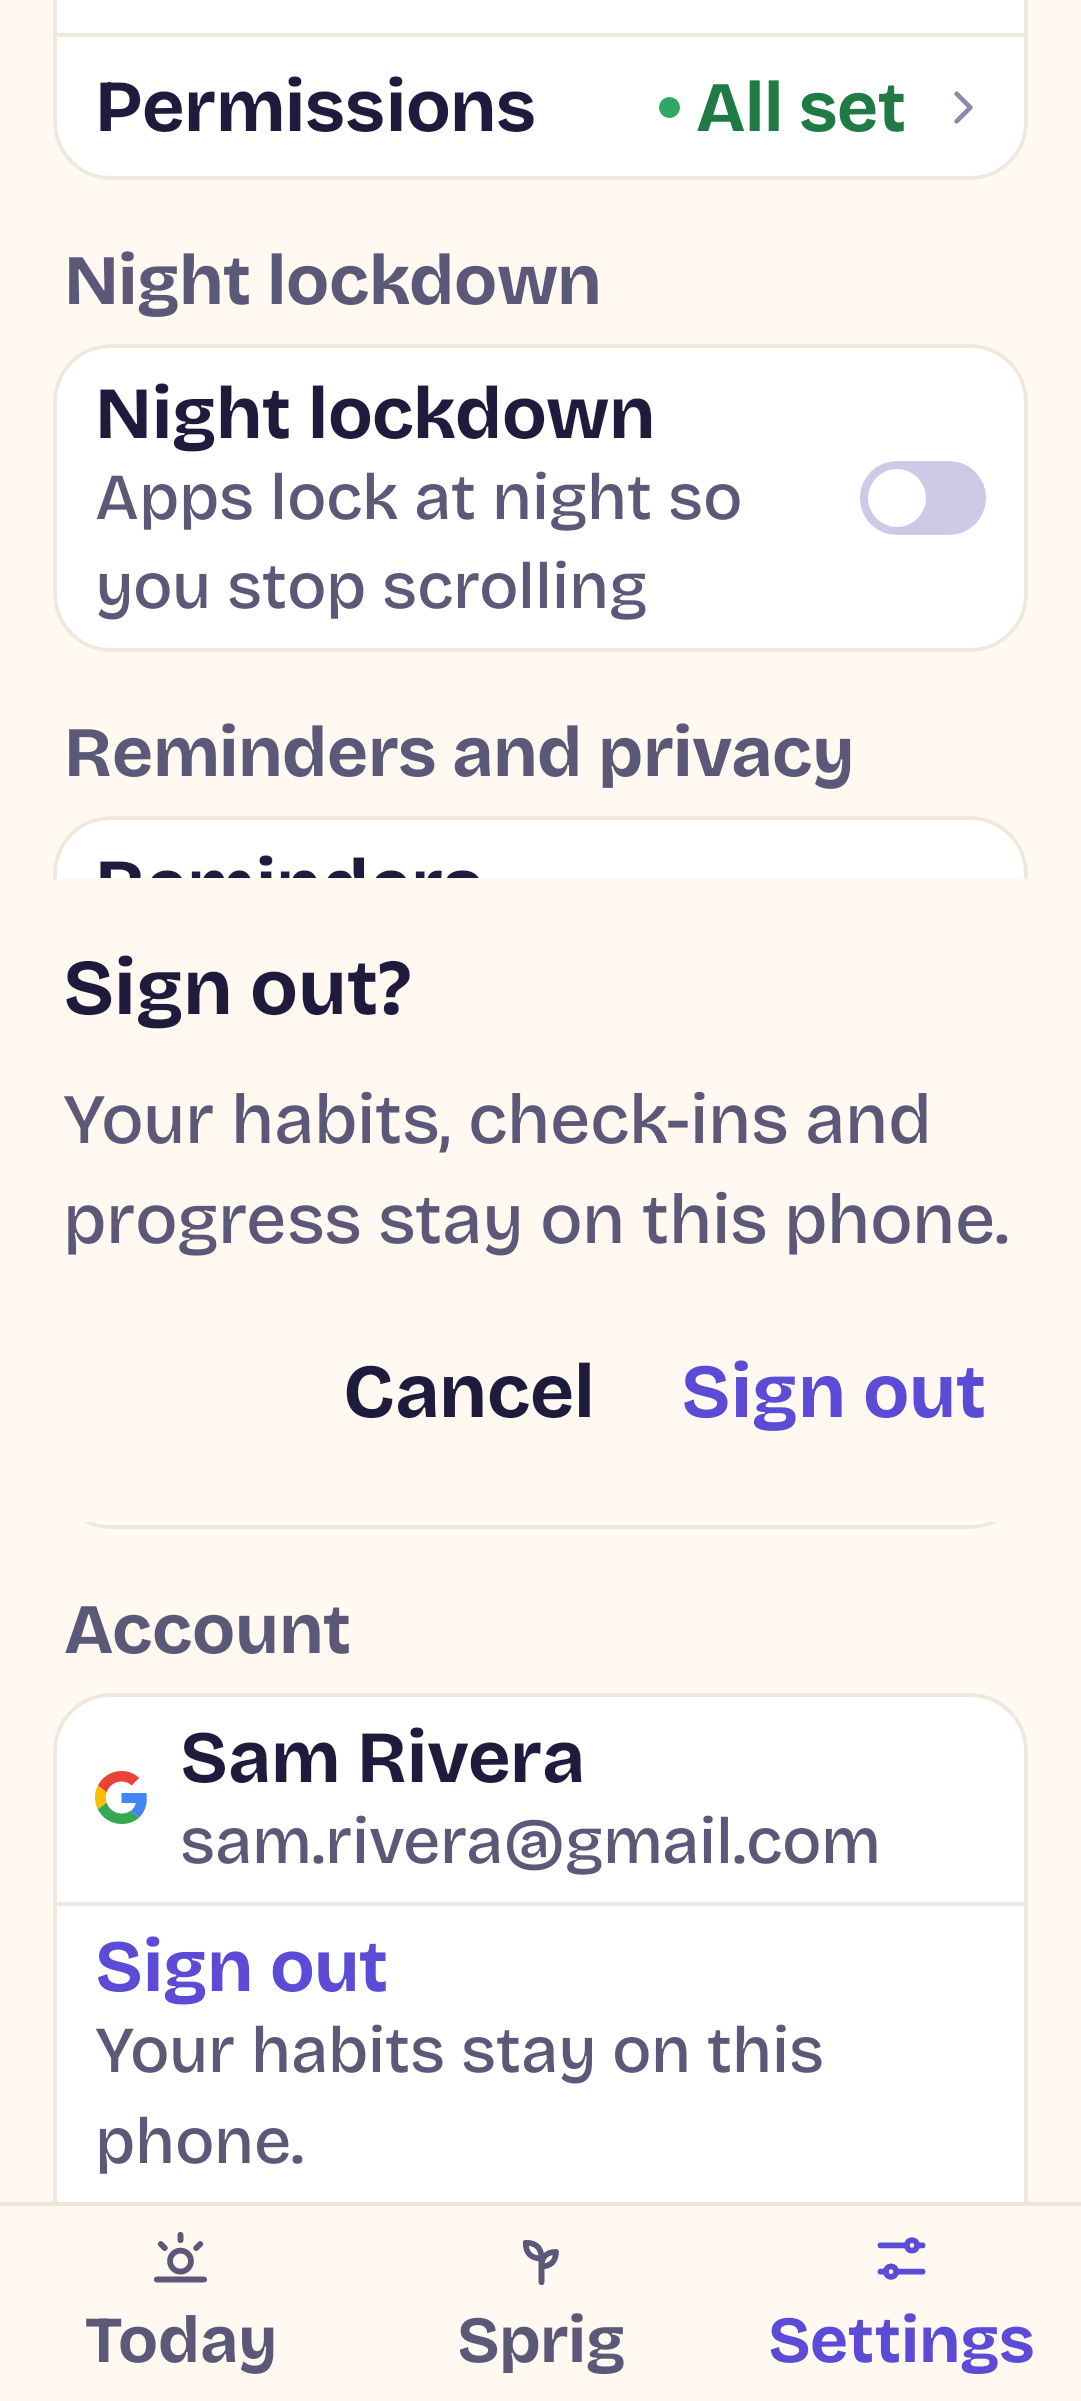 Permissions
All set
Night lockdown
Night lockdown
Apps lock at night so
you stop scrolling
Reminders and privacy
Reminders
Sign out?
Your habits, check-ins and
progress stay on this phone.
Cancel
Sign out
Account
Sam Rivera
sam.rivera@gmail.com
Sign out
Your habits stay on this
phone.
Today
Sprig
Settings